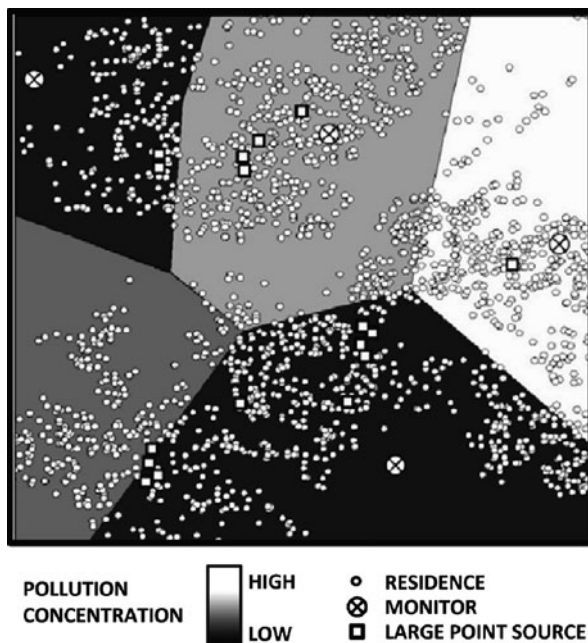 POLLUTION
CONCENTRATION
HIGH
LOW
RESIDENCE
MONITOR
LARGE POINT SOURCE